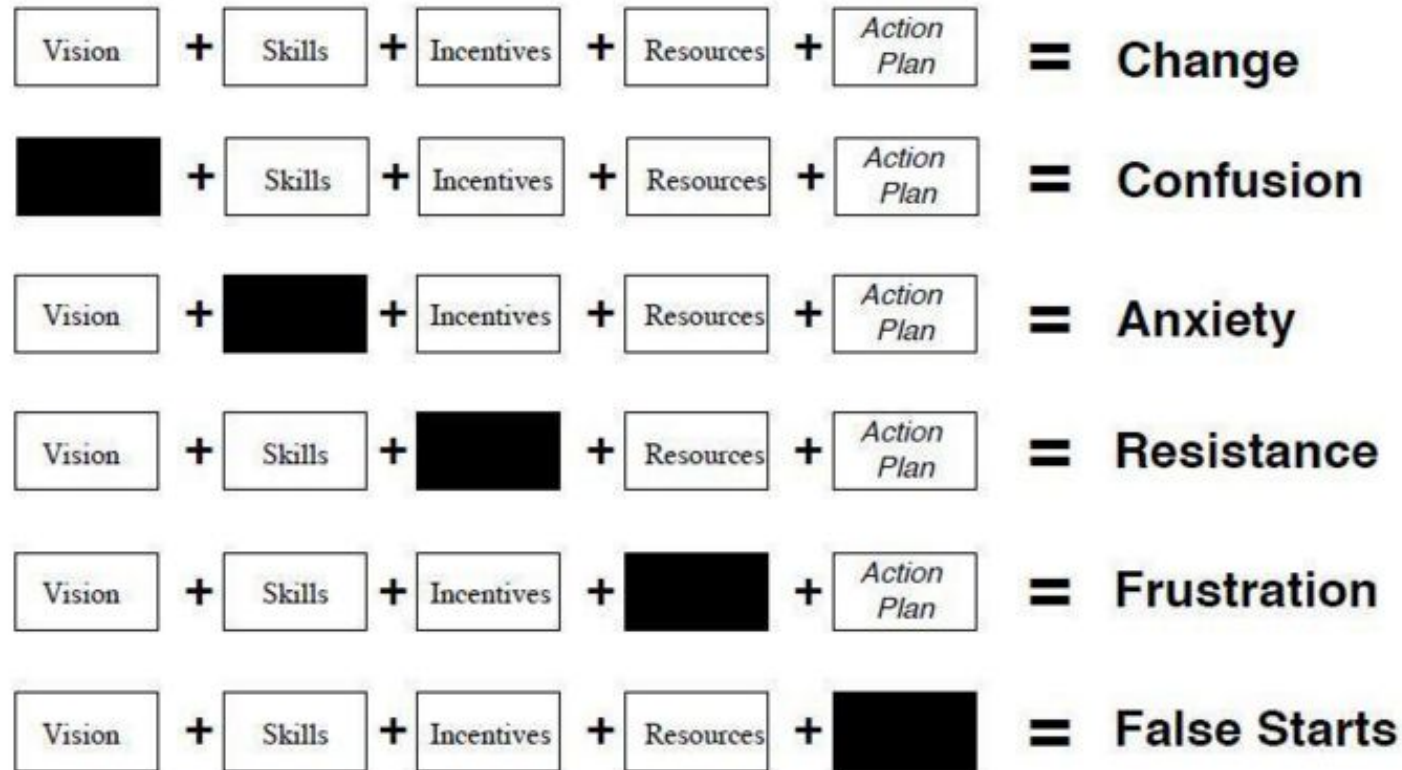 Vision + Skills + Incentives + Resources + Action Plan = Change
+ Skills + Incentives + Resources + Action Plan = Confusion
Vision + + Incentives + Resources + Action Plan = Anxiety
Vision + Skills + + Resources + Action Plan = Resistance
Vision + Skills + Incentives + + Action Plan = Frustration
Vision + Skills + Incentives + Resources + = False Starts